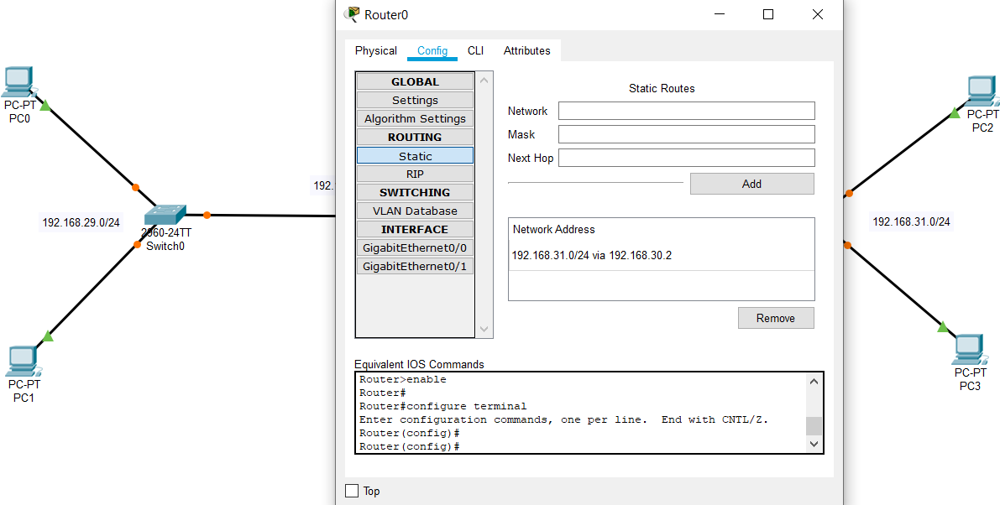 Router0
Physical
Config
CLI
Attributes
GLOBAL
Settings
Algorithm Settings
ROUTING
Static
RIP
SWITCHING
VLAN Database
INTERFACE
GigabitEthernet0/0
GigabitEthernet0/1
Static Routes
Network
Mask
Next Hop
Add
Network Address
192.168.31.0/24 via 192.168.30.2
Remove
Equivalent IOS Commands
Router>enable
Router#
Router#configure terminal
Enter configuration commands, one per line. End with CNTL/Z.
Router(config)#
Router(config)#
Top
PC-PT
PC0
192.
192.168.29.0/24
2960-24TT
Switch0
PC-PT
PC1
PC-PT
PC2
192.168.31.0/24
PC-PT
PC3